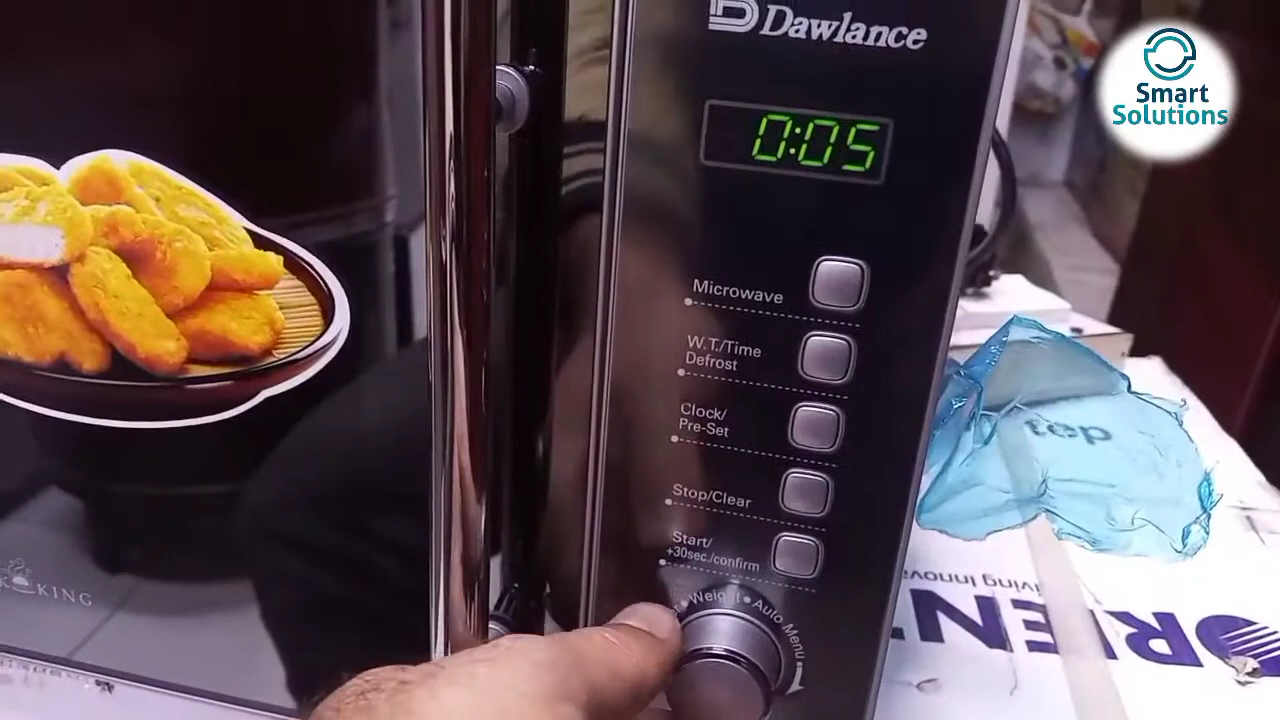 Dawlance
Smart
Solutions
0:05
Microwave
W.T./Time
Defrost
Clock/
Pre-Set
Stop/Clear
Start/
+30sec./confirm
Weight • Auto Menu
KING